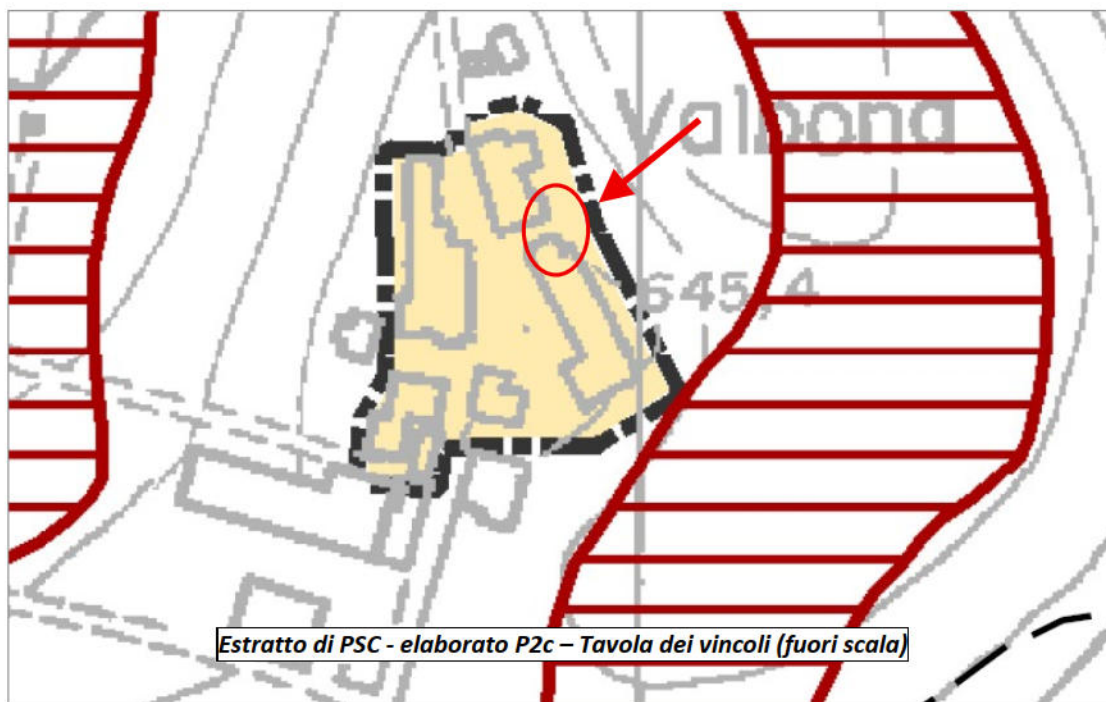 Valbona
645,4
Estratto di PSC - elaborato P2c – Tavola dei vincoli (fuori scala)